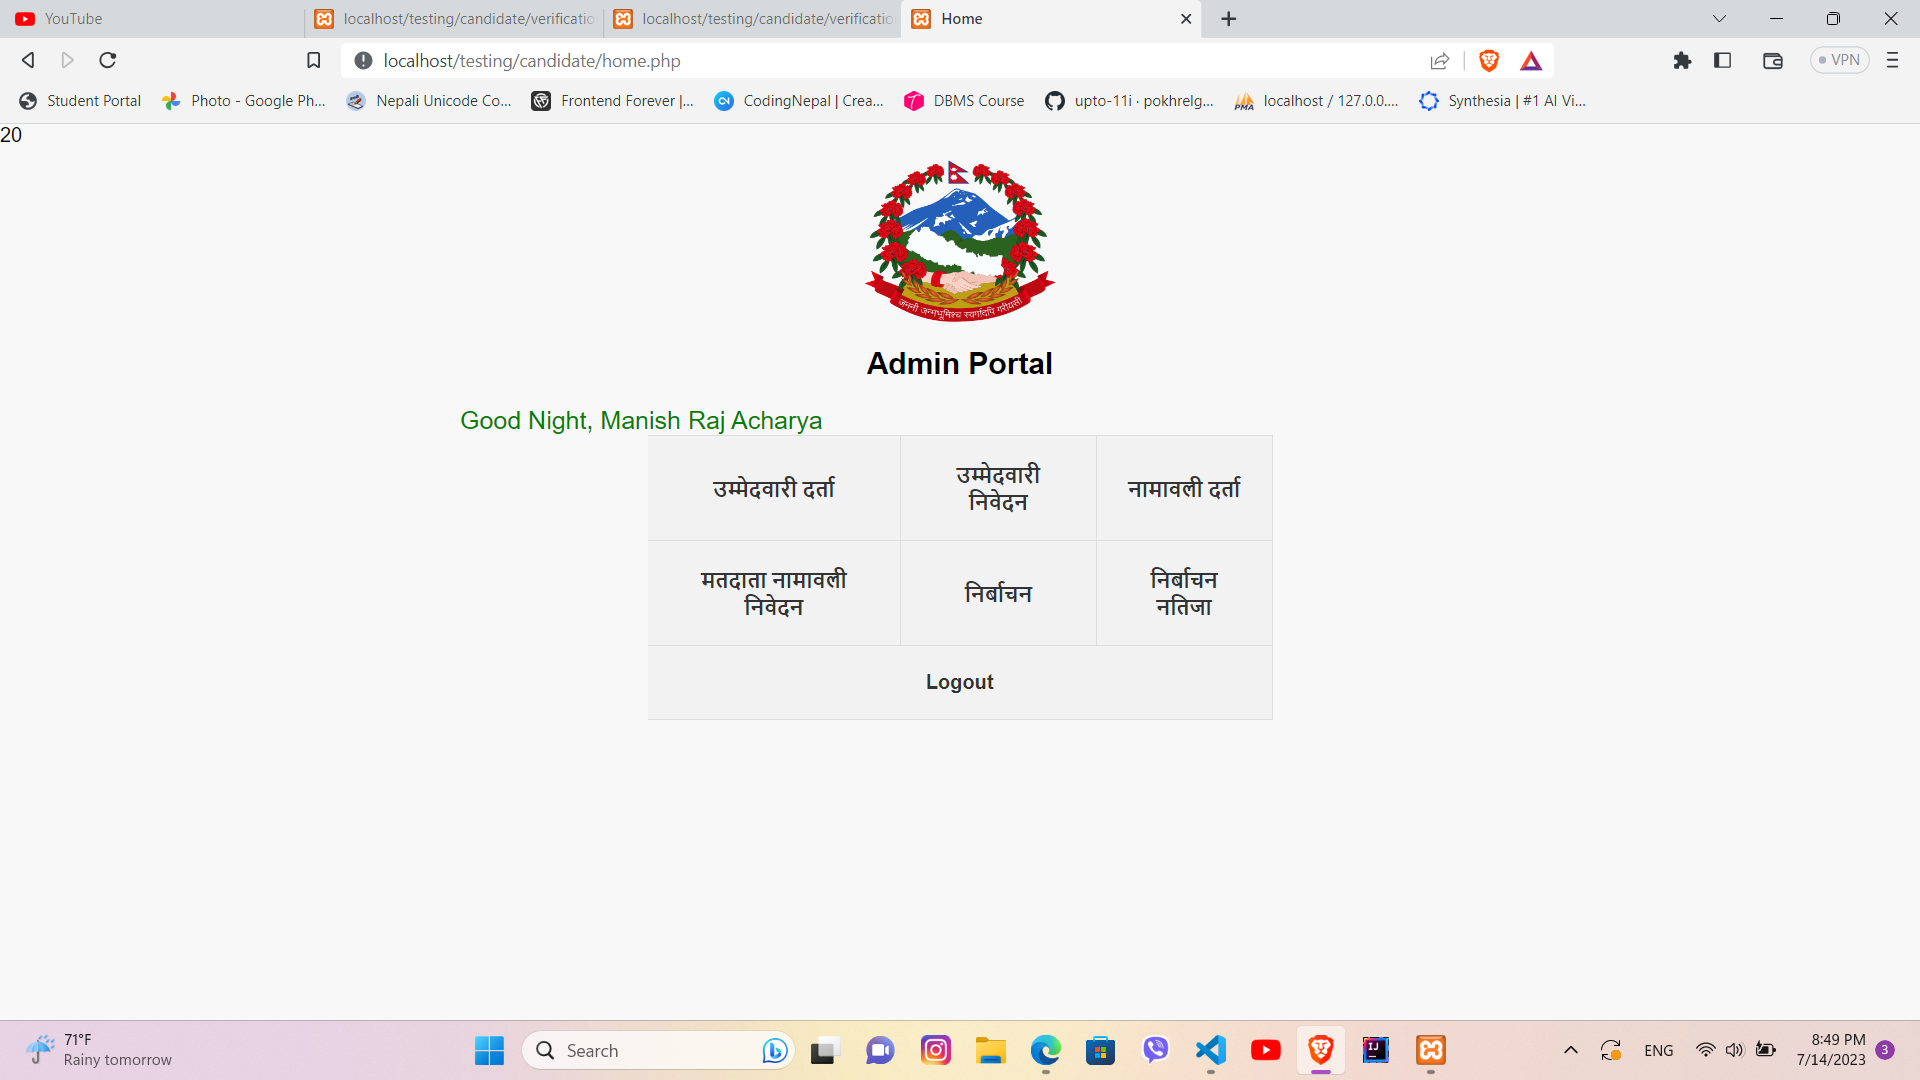 YouTube
localhost/testing/candidate/verificatio
localhost/testing/candidate/verificatio
Home
localhost/testing/candidate/home.php
VPN
Student Portal
Photo - Google Ph...
Nepali Unicode Co...
Frontend Forever |...
CodingNepal | Crea...
DBMS Course
upto-11i · pokhrelg...
localhost / 127.0.0....
Synthesia | #1 AI Vi...
20
जननी जन्मभूमिश्च स्वर्गादपि गरीयसी
Admin Portal
Good Night, Manish Raj Acharya
उम्मेदवारी दर्ता
उम्मेदवारी
निवेदन
नामावली दर्ता
मतदाता नामावली
निवेदन
निर्बाचन
निर्बाचन
नतिजा
Logout
71°F
Rainy tomorrow
Search
ENG
8:49 PM
7/14/2023
3